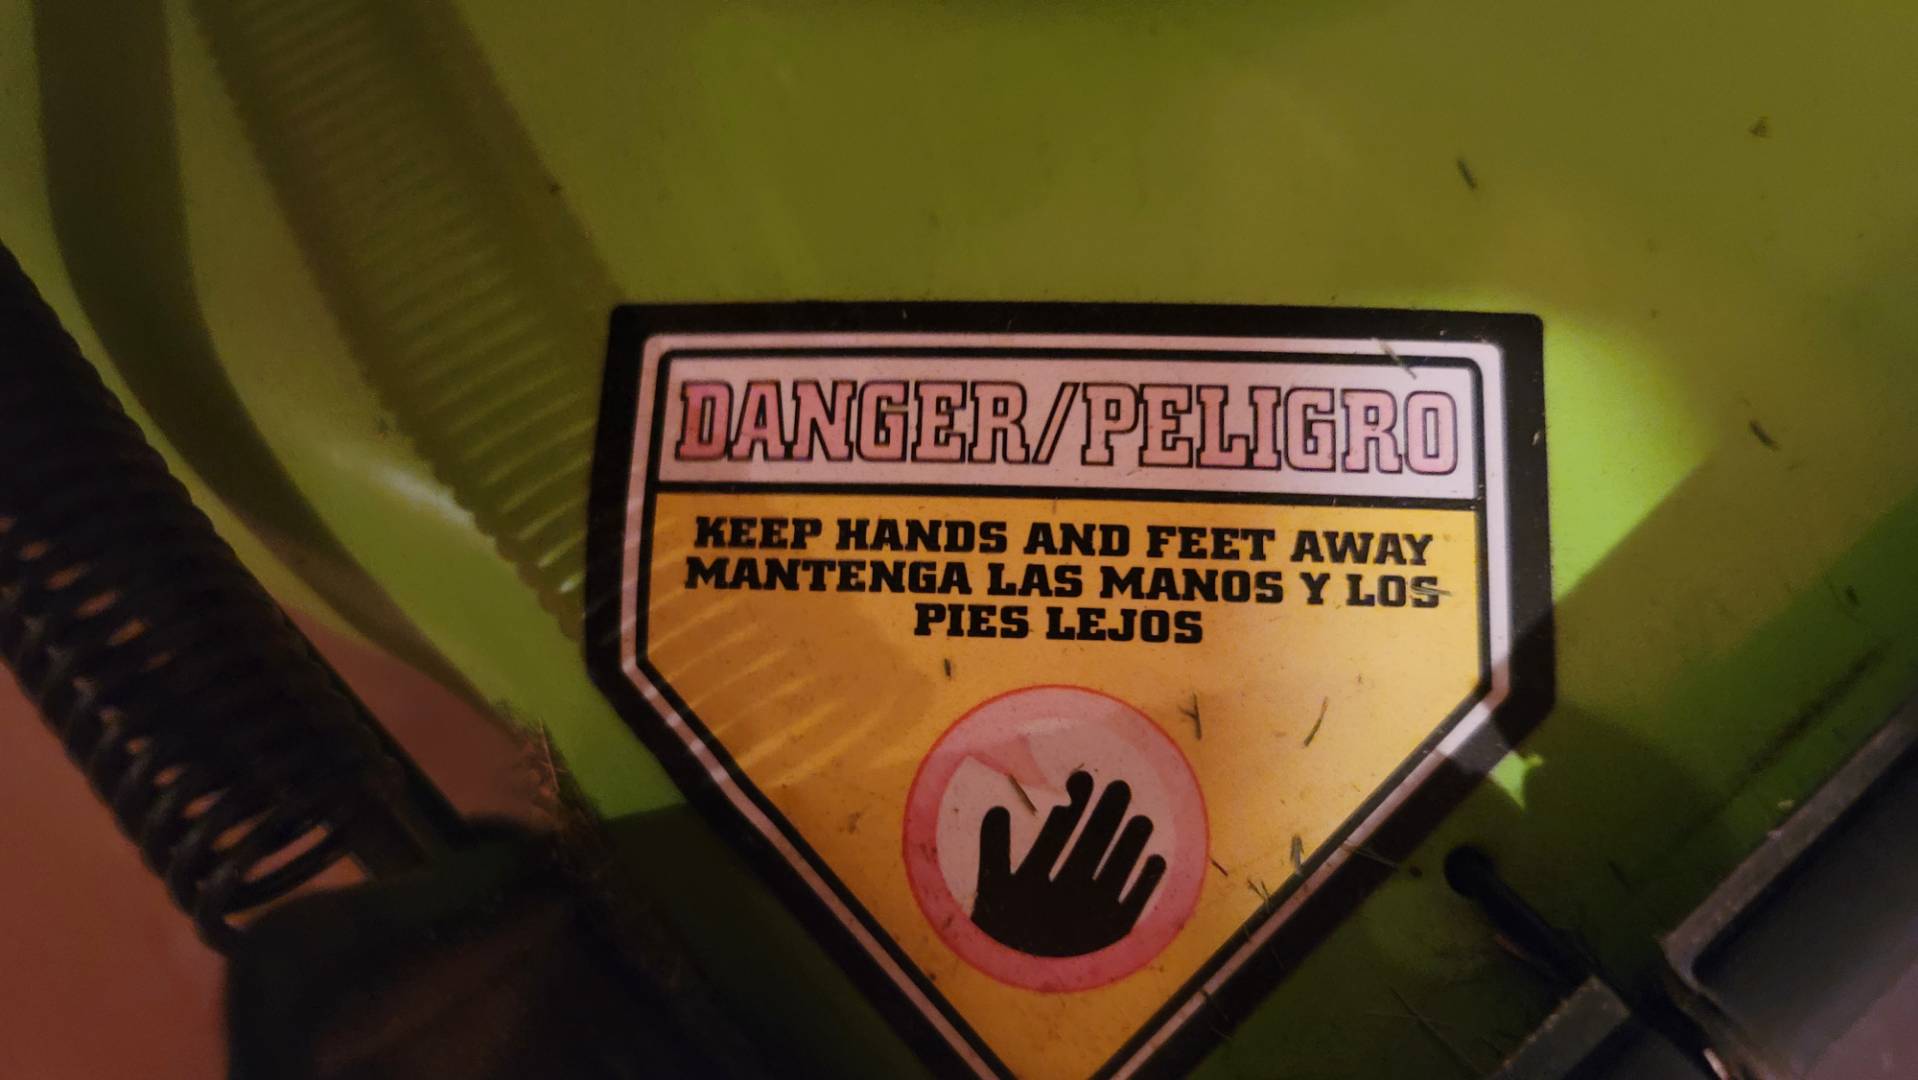 DANGER/PELIGRO
KEEP HANDS AND FEET AWAY
MANTENGA LAS MANOS Y LOS
PIES LEJOS